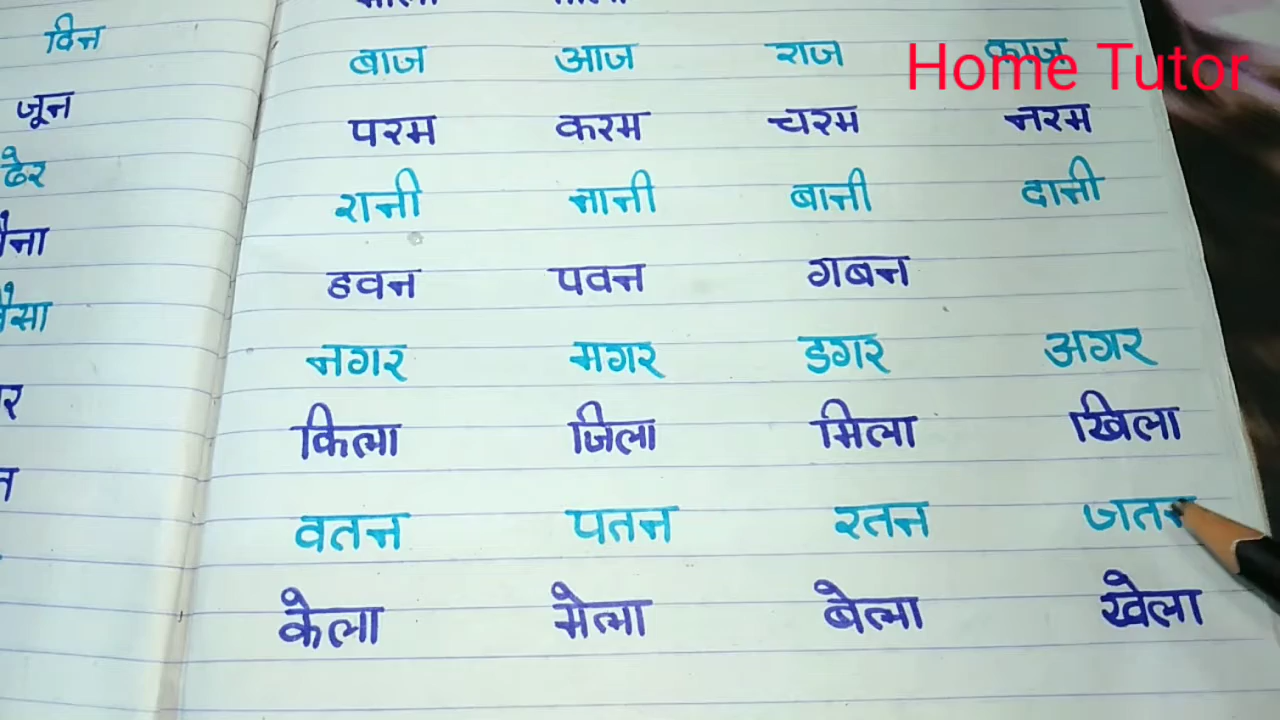 विन
जून
ढेर
बाज आज राज काज
Home Tutor
परम करम चरम नरम
रानी नानी बानी दानी
हवन पवन गबन
नगर मगर डगर अगर
किला जिला मिला खिला
वतन पतन रतन जतन
केला मेला बेला खेला